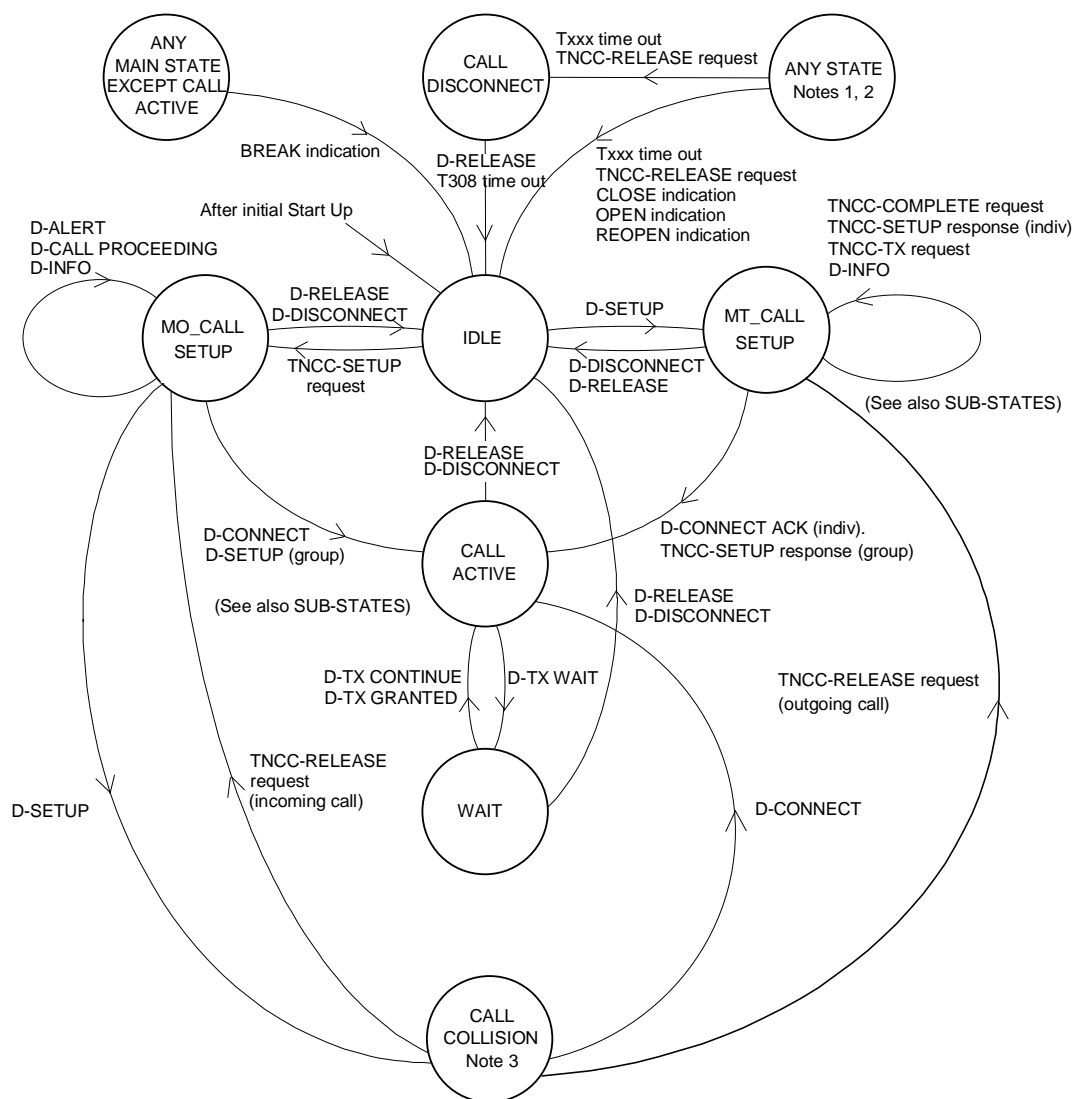 ANY
MAIN STATE
EXCEPT CALL
ACTIVE
CALL
DISCONNECT
Txxx time out
TNCC-RELEASE request
ANY STATE
Notes 1, 2
BREAK indication
D-RELEASE
T308 time out
Txxx time out
TNCC-RELEASE request
CLOSE indication
OPEN indication
REOPEN indication
After initial Start Up
D-ALERT
D-CALL PROCEEDING
D-INFO
TNCC-COMPLETE request
TNCC-SETUP response (indiv)
TNCC-TX request
D-INFO
MO_CALL
SETUP
D-RELEASE
D-DISCONNECT
TNCC-SETUP
request
IDLE
D-SETUP
D-DISCONNECT
D-RELEASE
MT_CALL
SETUP
(See also SUB-STATES)
D-RELEASE
D-DISCONNECT
D-CONNECT
D-SETUP (group)
CALL
ACTIVE
D-CONNECT ACK (indiv).
TNCC-SETUP response (group)
(See also SUB-STATES)
D-RELEASE
D-DISCONNECT
D-TX CONTINUE
D-TX GRANTED
D-TX WAIT
TNCC-RELEASE request
(outgoing call)
TNCC-RELEASE
request
(incoming call)
WAIT
D-SETUP
D-CONNECT
CALL
COLLISION
Note 3